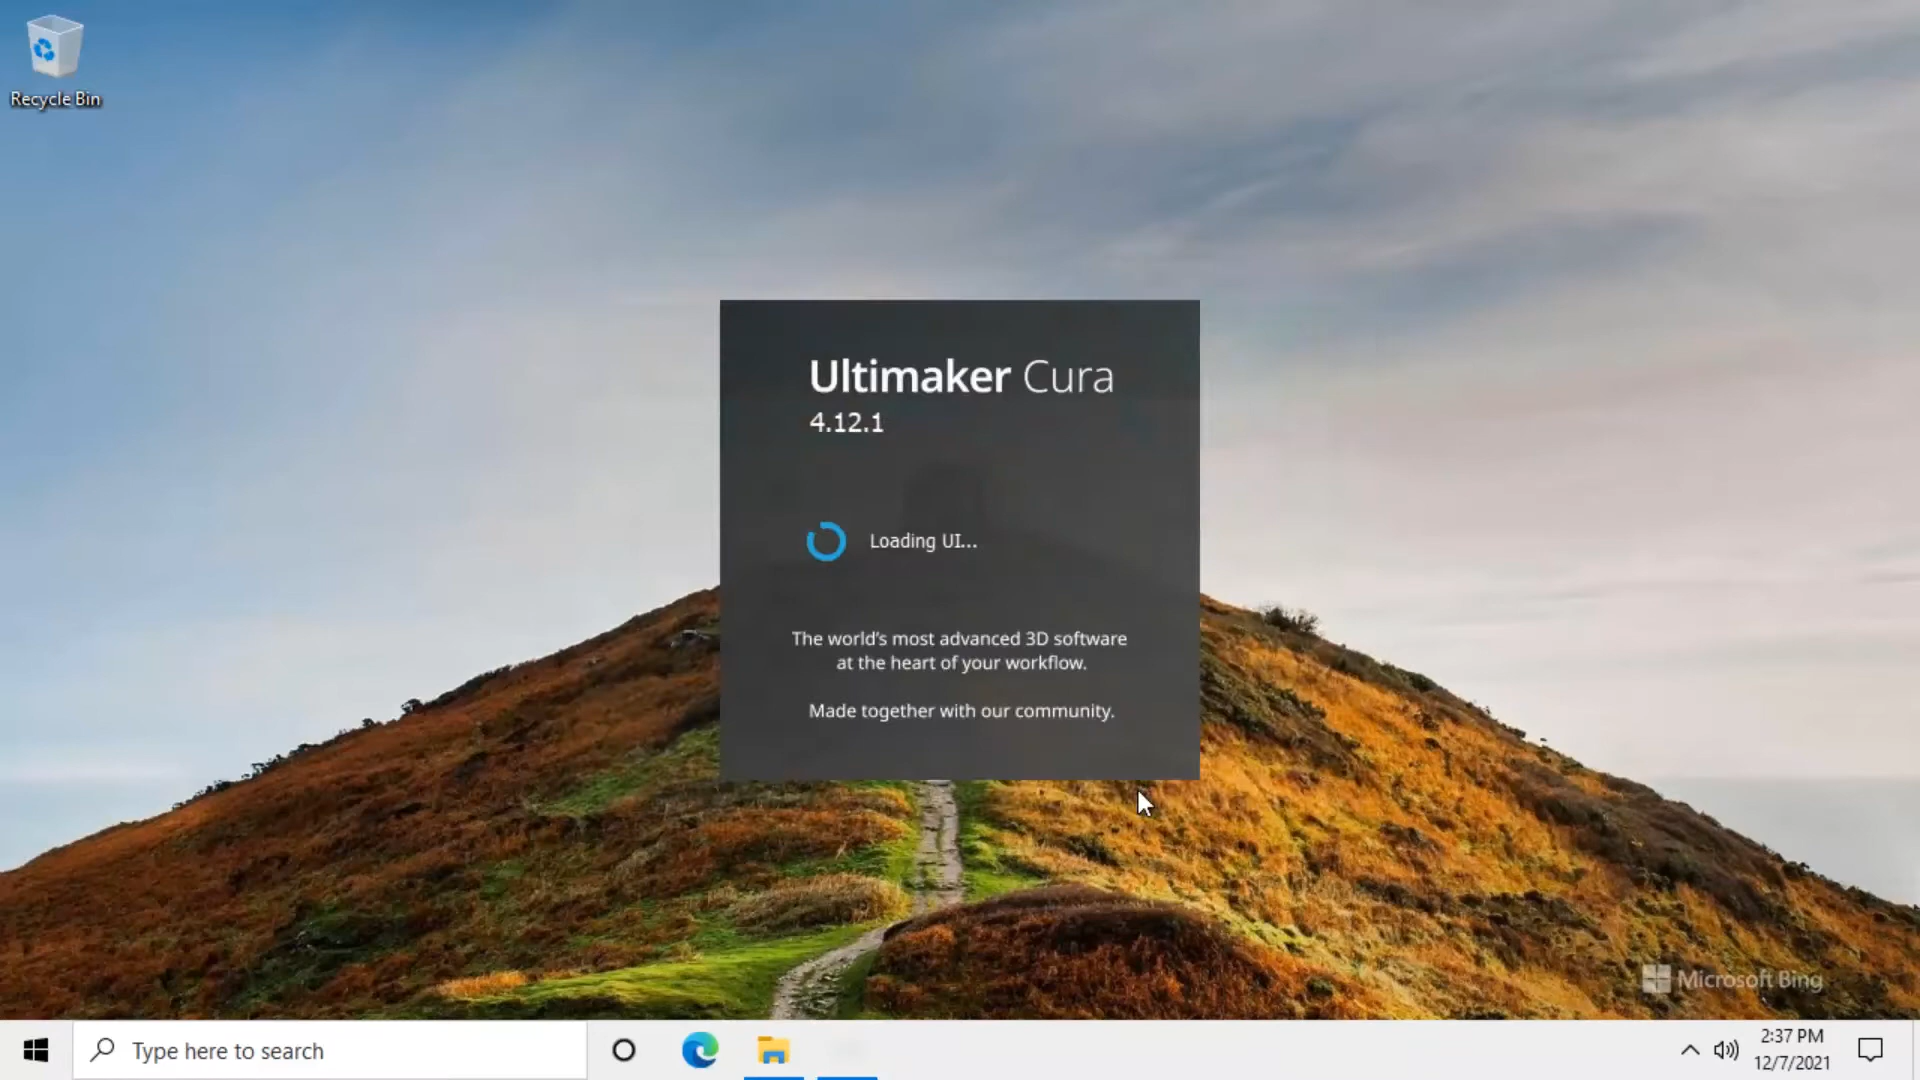 Recycle Bin
Ultimaker Cura
4.12.1
Loading UI...
The world's most advanced 3D software
at the heart of your workflow.
Made together with our community.
Microsoft Bing
Type here to search
2:37 PM
12/7/2021